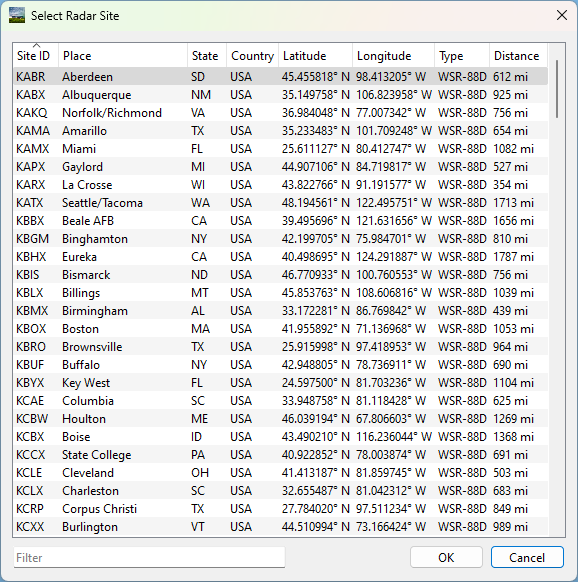 Select Radar Site
Site ID Place State Country Latitude Longitude Type Distance
KABR Aberdeen SD USA 45.455818° N 98.413205° W WSR-88D 612 mi
KABX Albuquerque NM USA 35.149758° N 106.823958° W WSR-88D 925 mi
KAKQ Norfolk/Richmond VA USA 36.984048° N 77.007342° W WSR-88D 756 mi
KAMA Amarillo TX USA 35.233483° N 101.709248° W WSR-88D 654 mi
KAMX Miami FL USA 25.611127° N 80.412747° W WSR-88D 1082 mi
KAPX Gaylord MI USA 44.907106° N 84.719817° W WSR-88D 527 mi
KARX La Crosse WI USA 43.822766° N 91.191577° W WSR-88D 354 mi
KATX Seattle/Tacoma WA USA 48.194561° N 122.495751° W WSR-88D 1713 mi
KBBX Beale AFB CA USA 39.495696° N 121.631656° W WSR-88D 1656 mi
KBGM Binghamton NY USA 42.199705° N 75.984701° W WSR-88D 810 mi
KBHX Eureka CA USA 40.498695° N 124.291887° W WSR-88D 1787 mi
KBIS Bismarck ND USA 46.770933° N 100.760553° W WSR-88D 756 mi
KBLX Billings MT USA 45.853763° N 108.606816° W WSR-88D 1039 mi
KBMX Birmingham AL USA 33.172281° N 86.769842° W WSR-88D 439 mi
KBOX Boston MA USA 41.955892° N 71.136968° W WSR-88D 1053 mi
KBRO Brownsville TX USA 25.915998° N 97.418953° W WSR-88D 964 mi
KBUF Buffalo NY USA 42.948805° N 78.736911° W WSR-88D 690 mi
KBYX Key West FL USA 24.597500° N 81.703236° W WSR-88D 1104 mi
KCAE Columbia SC USA 33.948758° N 81.118428° W WSR-88D 625 mi
KCBW Houlton ME USA 46.039194° N 67.806603° W WSR-88D 1269 mi
KCBX Boise ID USA 43.490210° N 116.236044° W WSR-88D 1368 mi
KCCX State College PA USA 40.922852° N 78.003874° W WSR-88D 691 mi
KCLE Cleveland OH USA 41.413187° N 81.859745° W WSR-88D 503 mi
KCLX Charleston SC USA 32.655487° N 81.042312° W WSR-88D 683 mi
KCRP Corpus Christi TX USA 27.784020° N 97.511234° W WSR-88D 849 mi
KCXX Burlington VT USA 44.510994° N 73.166424° W WSR-88D 989 mi
Filter OK Cancel